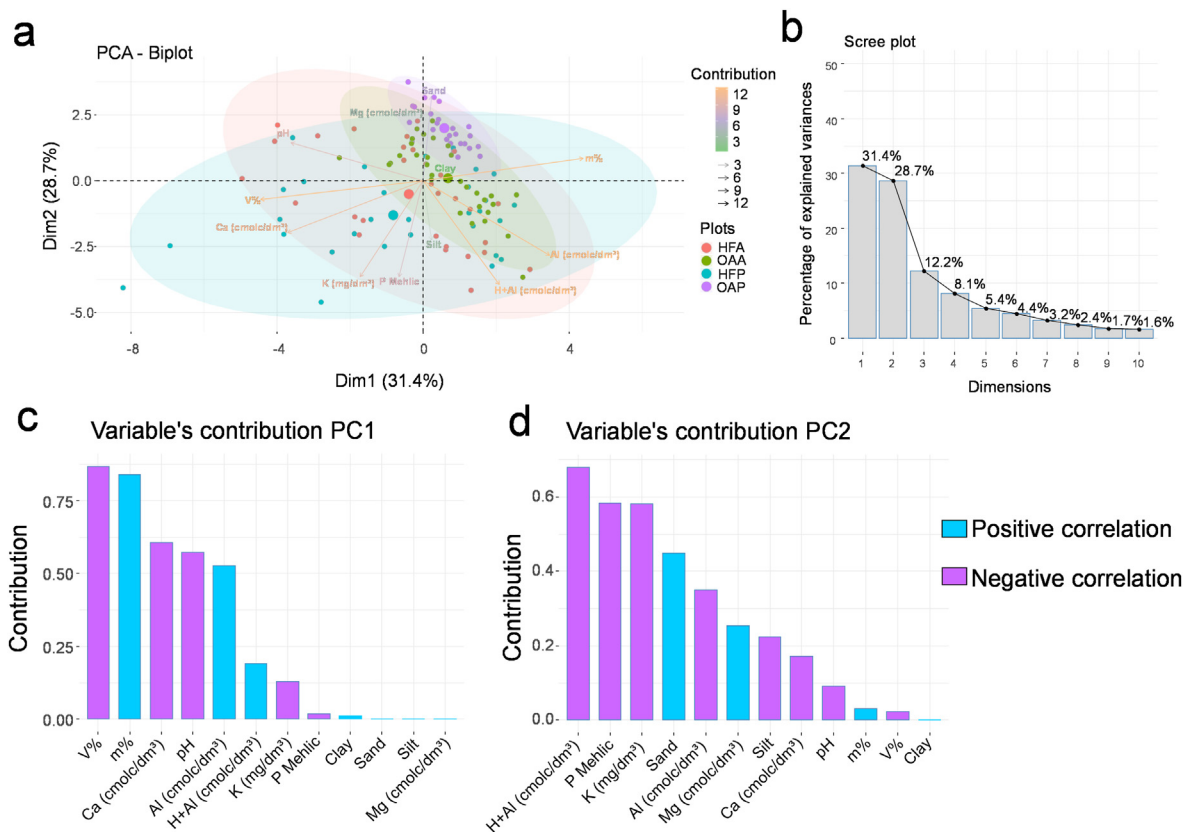 a
PCA - Biplot
Dim2 (28.7%)
2.5
0.0
-2.5
-5.0
-8
-4
0
4
Dim1 (31.4%)
Sand
Mg (cmolc/dm³)
pH
m%
Clay
V%
Ca (cmolc/dm³)
Silt
Al (cmolc/dm³)
K (mg/dm³)
P Mehlic
H+Al (cmolc/dm³)
Contribution
12
9
6
3
3
6
9
12
Plots
HFA
OAA
HFP
OAP
b
Scree plot
Percentage of explained variances
50
40
30
20
10
0
31.4%
28.7%
12.2%
8.1%
5.4%
4.4%
3.2%
2.4%
1.7%
1.6%
1 2 3 4 5 6 7 8 9 10
Dimensions
c
Variable's contribution PC1
Contribution
0.75
0.50
0.25
0.00
V%
m%
Ca (cmolc/dm³)
pH
Al (cmolc/dm³)
H+Al (cmolc/dm³)
K (mg/dm³)
P Mehlic
Clay
Sand
Silt
Mg (cmolc/dm³)
d
Variable's contribution PC2
Contribution
0.6
0.4
0.2
0.0
H+Al (cmolc/dm³)
P Mehlic
K (mg/dm³)
Sand
Al (cmolc/dm³)
Mg (cmolc/dm³)
Silt
Ca (cmolc/dm³)
pH
m%
V%
Clay
Positive correlation
Negative correlation